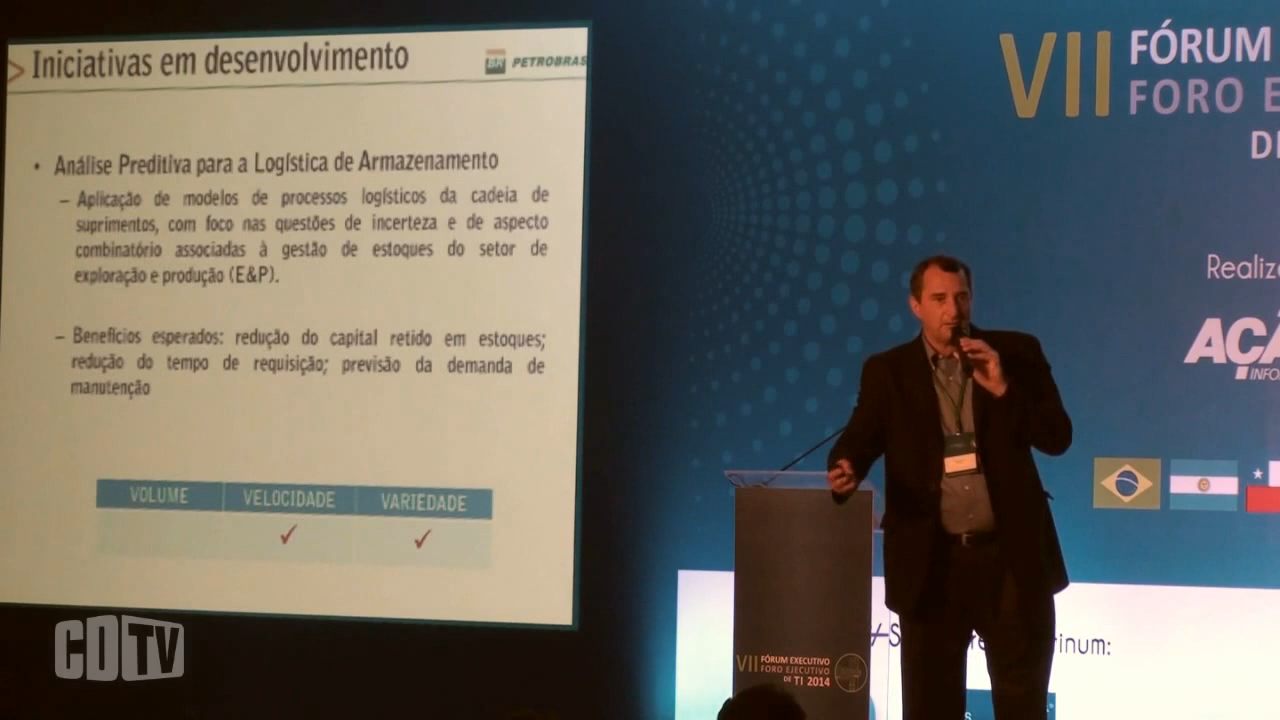 Iniciativas em desenvolvimento
BR PETROBRAS
• Análise Preditiva para a Logística de Armazenamento
– Aplicação de modelos de processos logísticos da cadeia de
suprimentos, com foco nas questões de incerteza e de aspecto
combinatório associadas à gestão de estoques do setor de
exploração e produção (E&P).
– Benefícios esperados: redução do capital retido em estoques;
redução do tempo de requisição; previsão da demanda de
manutenção
VOLUME VELOCIDADE VARIEDADE
✓ ✓
CDTV
VII FÓRUM
FORO E
Realiz
AÇÃ
INFO
inum:
VII FÓRUM EXECUTIVO
FORO EJECUTIVO
DE TI 2014